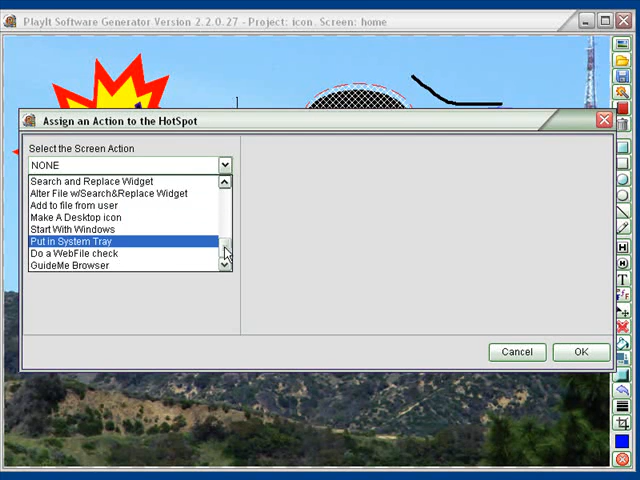 PlayIt Software Generator Version 2.2.0.27 - Project: icon. Screen: home
Assign an Action to the HotSpot
Select the Screen Action
NONE
Search and Replace Widget
Alter File w/Search&Replace Widget
Add to file from user
Make A Desktop icon
Start With Windows
Put in System Tray
Do a WebFile check
GuideMe Browser
Cancel
OK
H
H
T